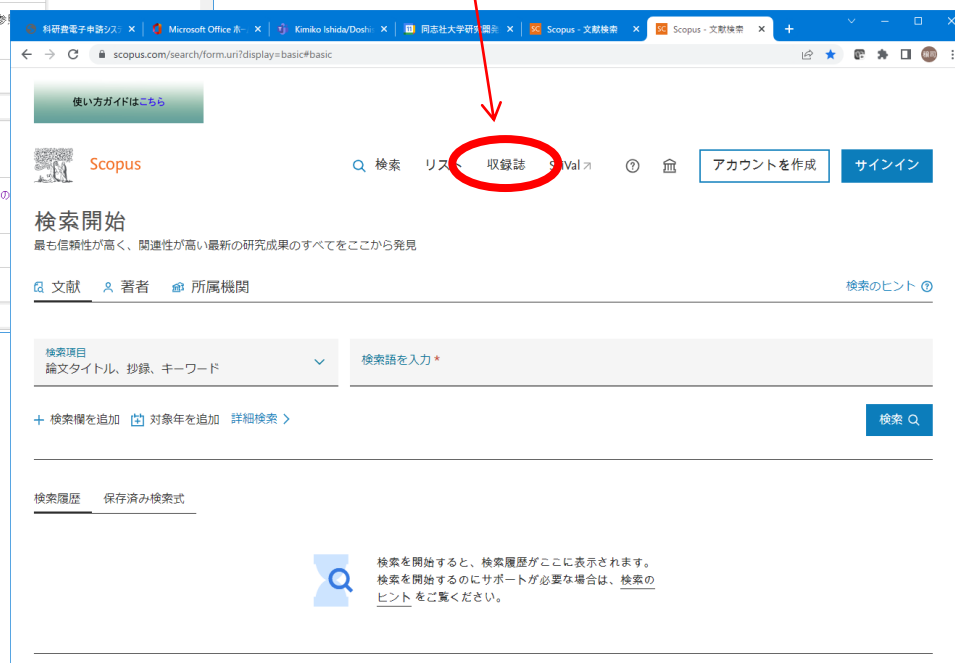 参
の
科研費電子申請システ
Microsoft Office ホー
Kimiko Ishida/Doshi
同志社大学研究開発
Scopus - 文献検索
Scopus - 文献検索
scopus.com/search/form.uri?display=basic#basic
使い方ガイドはこちら
Scopus
検索 リスト 収録誌 SciVal
アカウントを作成
サインイン
検索開始
最も信頼性が高く、関連性が高い最新の研究成果のすべてをここから発見
文献 著者 所属機関
検索のヒント
検索項目
論文タイトル、抄録、キーワード
検索語を入力 *
+ 検索欄を追加 対象年を追加 詳細検索 >
検索
検索履歴 保存済み検索式
検索を開始すると、検索履歴がここに表示されます。
検索を開始するのにサポートが必要な場合は、検索の
ヒント をご覧ください。